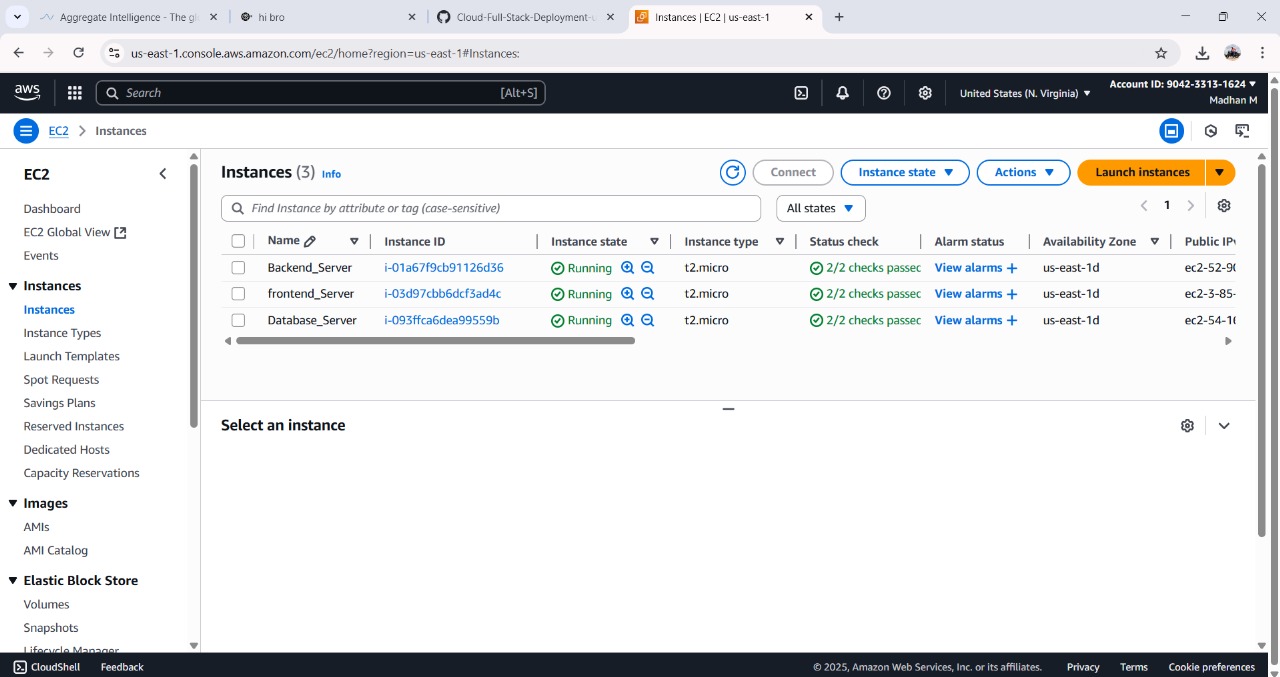 Aggregate Intelligence - The gl
hi bro
Cloud-Full-Stack-Deployment-u
Instances | EC2 | us-east-1
us-east-1.console.aws.amazon.com/ec2/home?region=us-east-1#Instances:
aws
Search
[Alt+S]
United States (N. Virginia)
Account ID: 9042-3313-1624
Madhan M
EC2
Instances
EC2
Dashboard
EC2 Global View
Events
Instances
Instances
Instance Types
Launch Templates
Spot Requests
Savings Plans
Reserved Instances
Dedicated Hosts
Capacity Reservations
Images
AMIs
AMI Catalog
Elastic Block Store
Volumes
Snapshots
Lifecycle Manager
Instances (3) Info
Connect
Instance state
Actions
Launch instances
Find Instance by attribute or tag (case-sensitive)
All states
1
Name Instance ID Instance state Instance type Status check Alarm status Availability Zone Public IPv
Backend_Server i-01a67f9cb91126d36 Running t2.micro 2/2 checks passed View alarms + us-east-1d ec2-52-90
frontend_Server i-03d97cbb6dcf3ad4c Running t2.micro 2/2 checks passed View alarms + us-east-1d ec2-3-85-
Database_Server i-093ffca6dea99559b Running t2.micro 2/2 checks passed View alarms + us-east-1d ec2-54-16
Select an instance
CloudShell
Feedback
© 2025, Amazon Web Services, Inc. or its affiliates.
Privacy
Terms
Cookie preferences